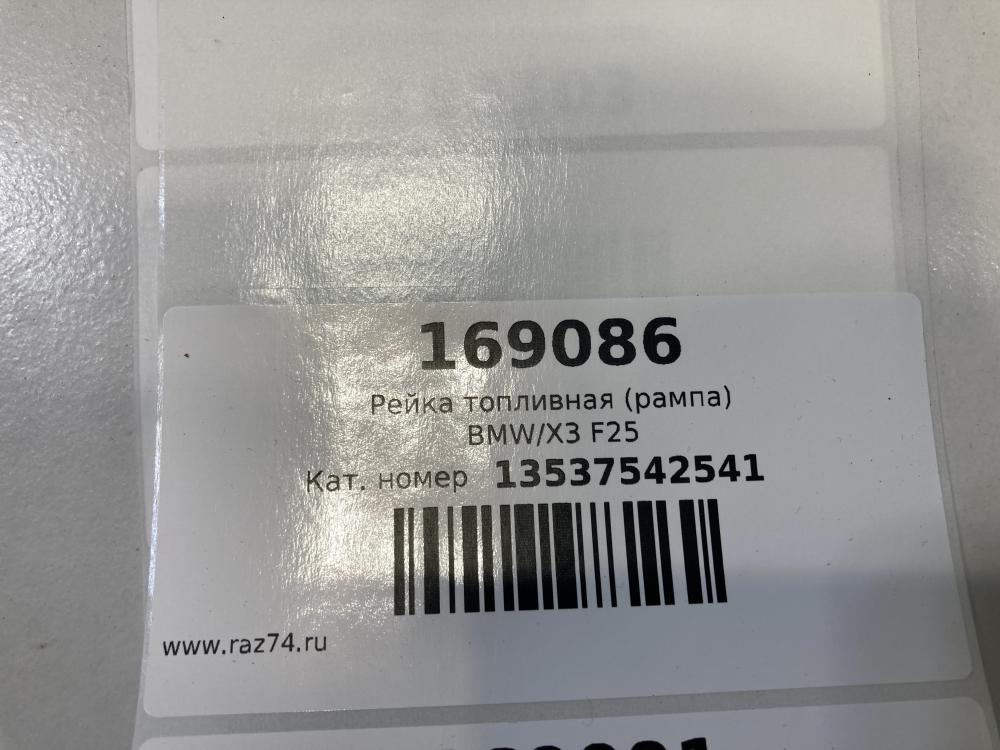 169086
Рейка топливная (рампа)
BMW/X3 F25
Кат. номер 13537542541
www.raz74.ru